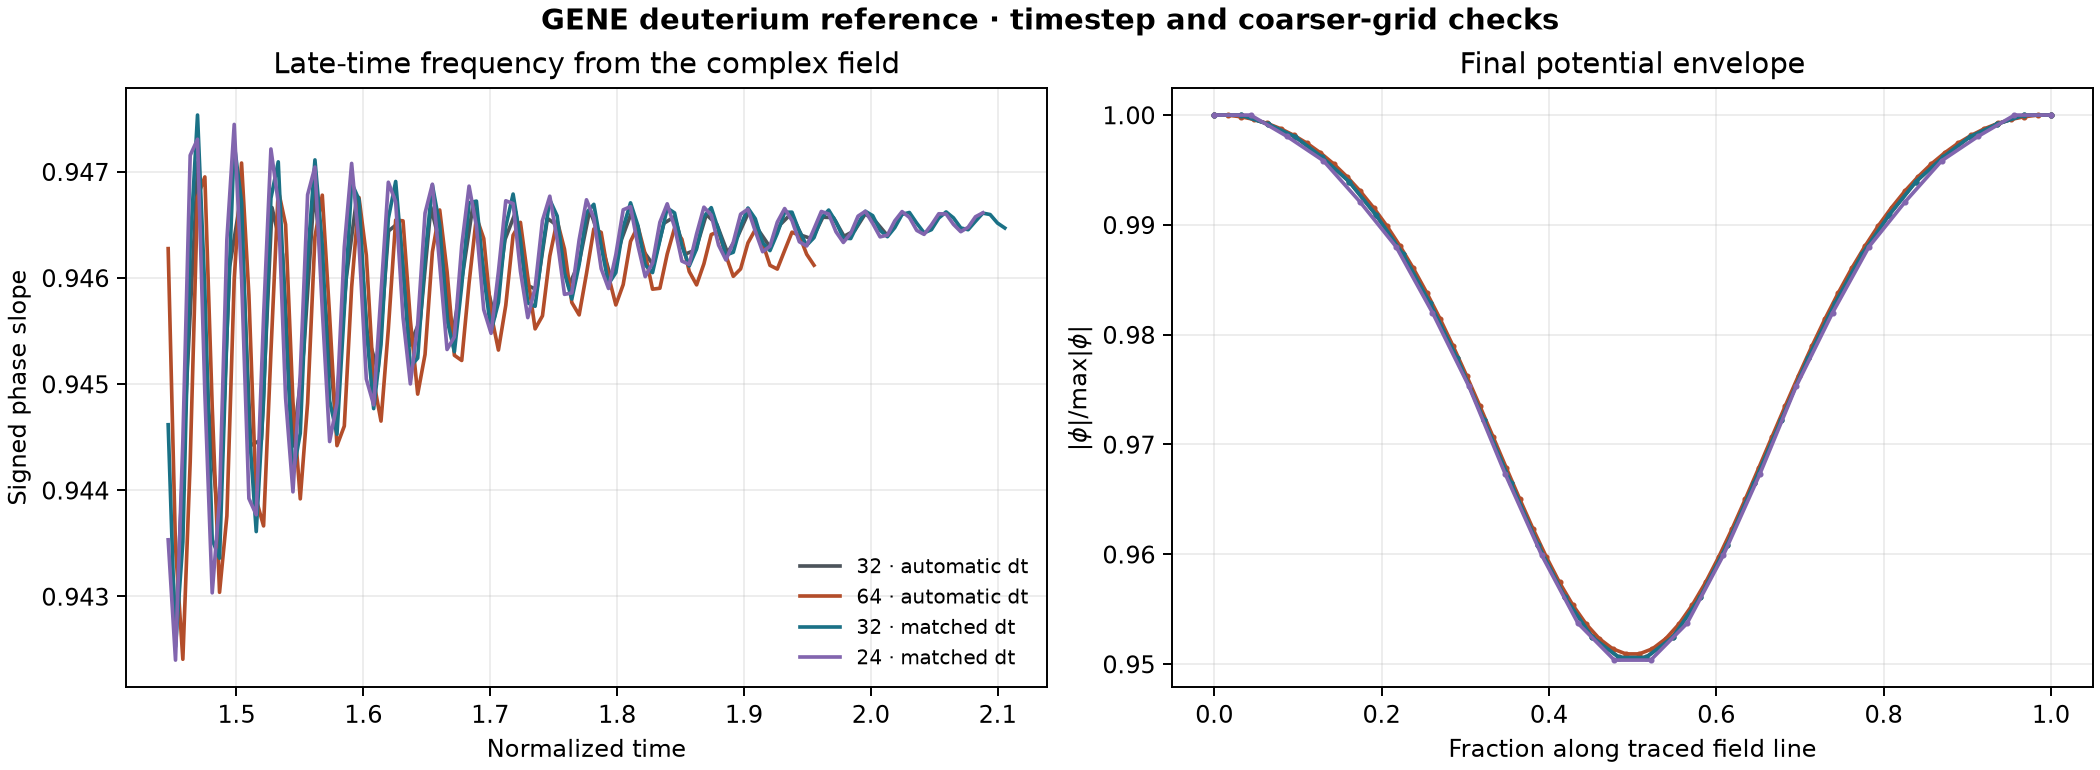 GENE deuterium reference · timestep and coarser-grid checks
Late-time frequency from the complex field
Signed phase slope
0.947
0.946
0.945
0.944
0.943
32 · automatic dt
64 · automatic dt
32 · matched dt
24 · matched dt
1.5 1.6 1.7 1.8 1.9 2.0 2.1
Normalized time
Final potential envelope
|ϕ|/max|ϕ|
1.00
0.99
0.98
0.97
0.96
0.95
0.0 0.2 0.4 0.6 0.8 1.0
Fraction along traced field line